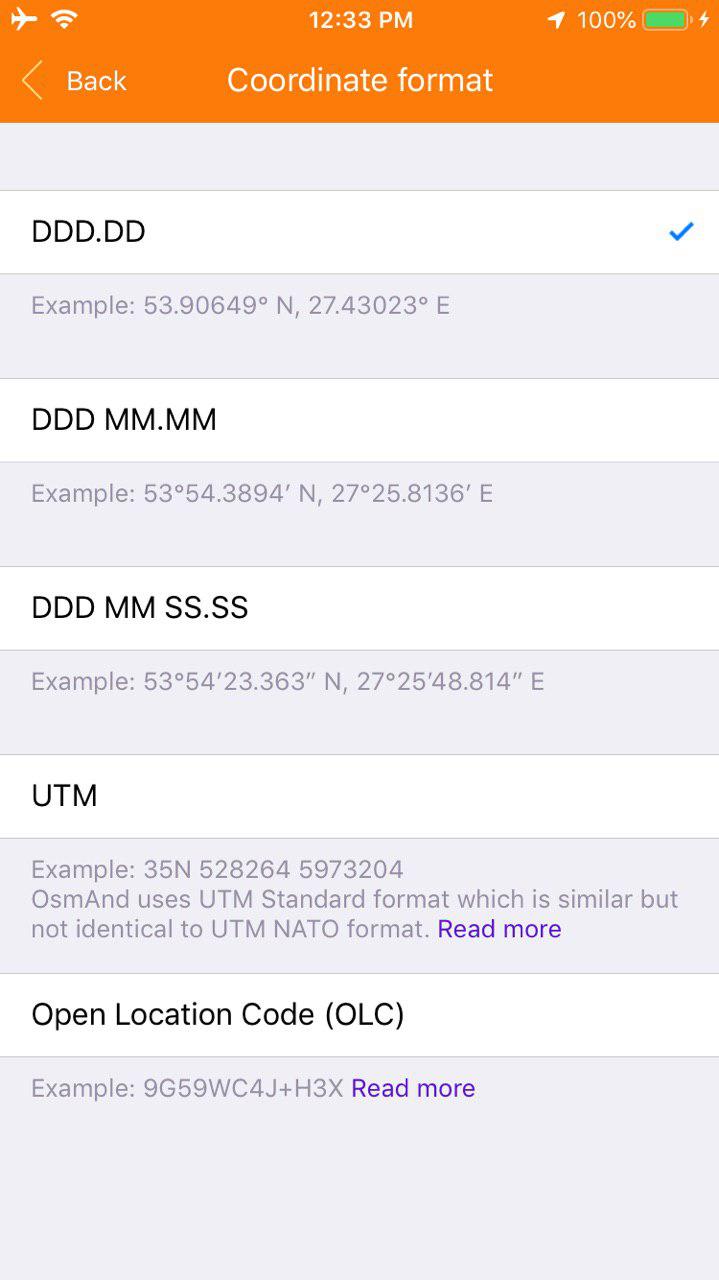 12:33 PM
100%
Back
Coordinate format
DDD.DD
Example: 53.90649° N, 27.43023° E
DDD MM.MM
Example: 53°54.3894′ N, 27°25.8136′ E
DDD MM SS.SS
Example: 53°54′23.363″ N, 27°25′48.814″ E
UTM
Example: 35N 528264 5973204
OsmAnd uses UTM Standard format which is similar but
not identical to UTM NATO format. Read more
Open Location Code (OLC)
Example: 9G59WC4J+H3X Read more